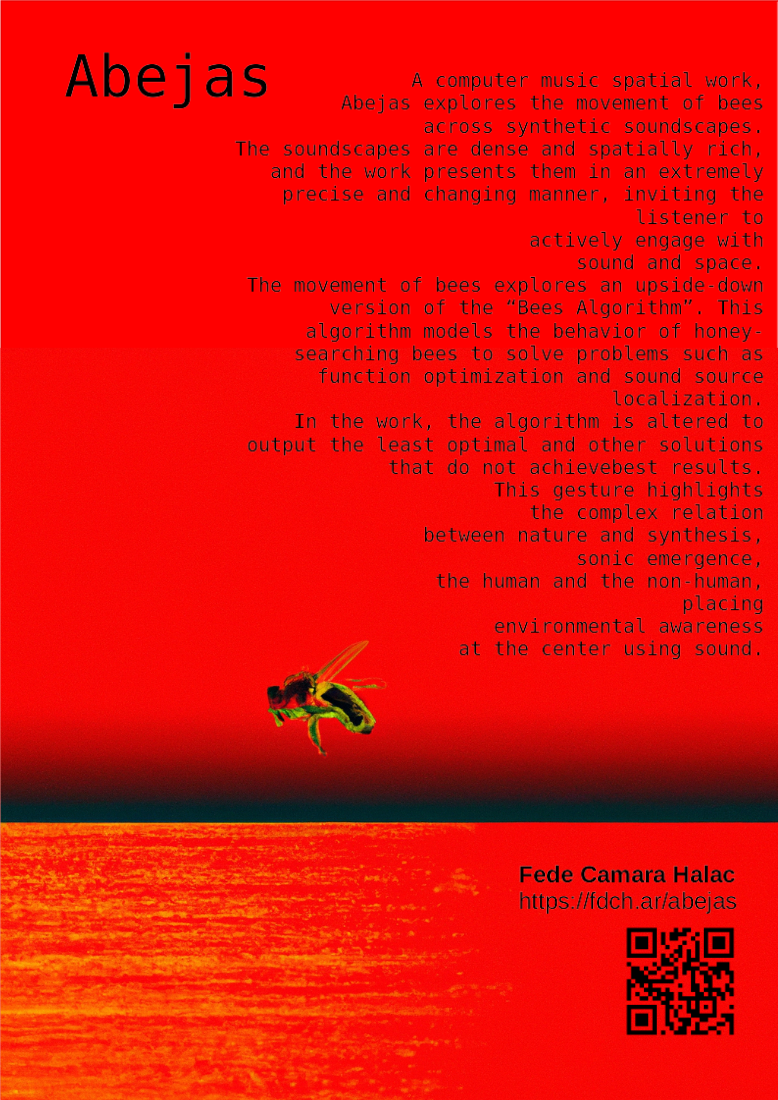 Abejas
A computer music spatial work,
Abejas explores the movement of bees
across synthetic soundscapes.
The soundscapes are dense and spatially rich,
and the work presents them in an extremely
precise and changing manner, inviting the
listener to
actively engage with
sound and space.
The movement of bees explores an upside-down
version of the “Bees Algorithm”. This
algorithm models the behavior of honey-
searching bees to solve problems such as
function optimization and sound source
localization.
In the work, the algorithm is altered to
output the least optimal and other solutions
that do not achievebest results.
This gesture highlights
the complex relation
between nature and synthesis,
sonic emergence,
the human and the non-human,
placing
environmental awareness
at the center using sound.
Fede Camara Halac
https://fdch.ar/abejas